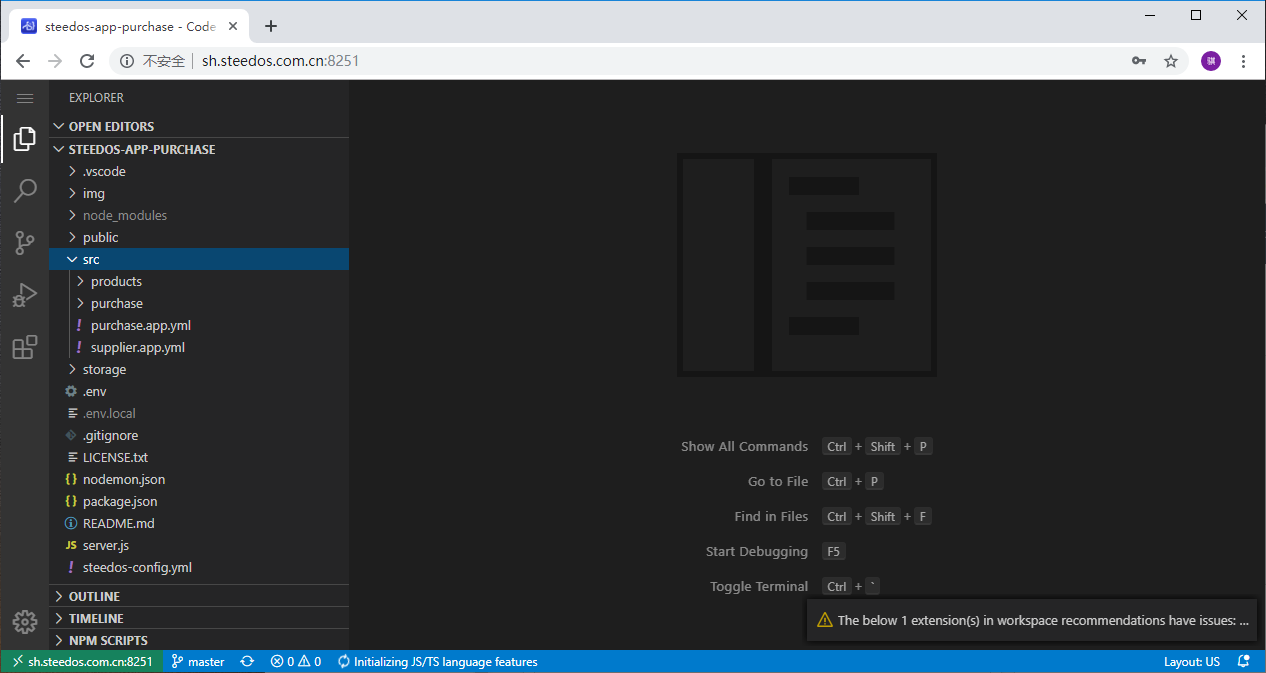 steedos-app-purchase - Code
不安全 sh.steedos.com.cn:8251
EXPLORER
OPEN EDITORS
STEEDOS-APP-PURCHASE
.vscode
img
node_modules
public
src
products
purchase
! purchase.app.yml
! supplier.app.yml
storage
.env
.env.local
.gitignore
LICENSE.txt
{} nodemon.json
{} package.json
README.md
JS server.js
! steedos-config.yml
OUTLINE
TIMELINE
NPM SCRIPTS
Show All Commands Ctrl + Shift + P
Go to File Ctrl + P
Find in Files Ctrl + Shift + F
Start Debugging F5
Toggle Terminal Ctrl + `
The below 1 extension(s) in workspace recommendations have issues: ...
sh.steedos.com.cn:8251 master 0 0 Initializing JS/TS language features Layout: US